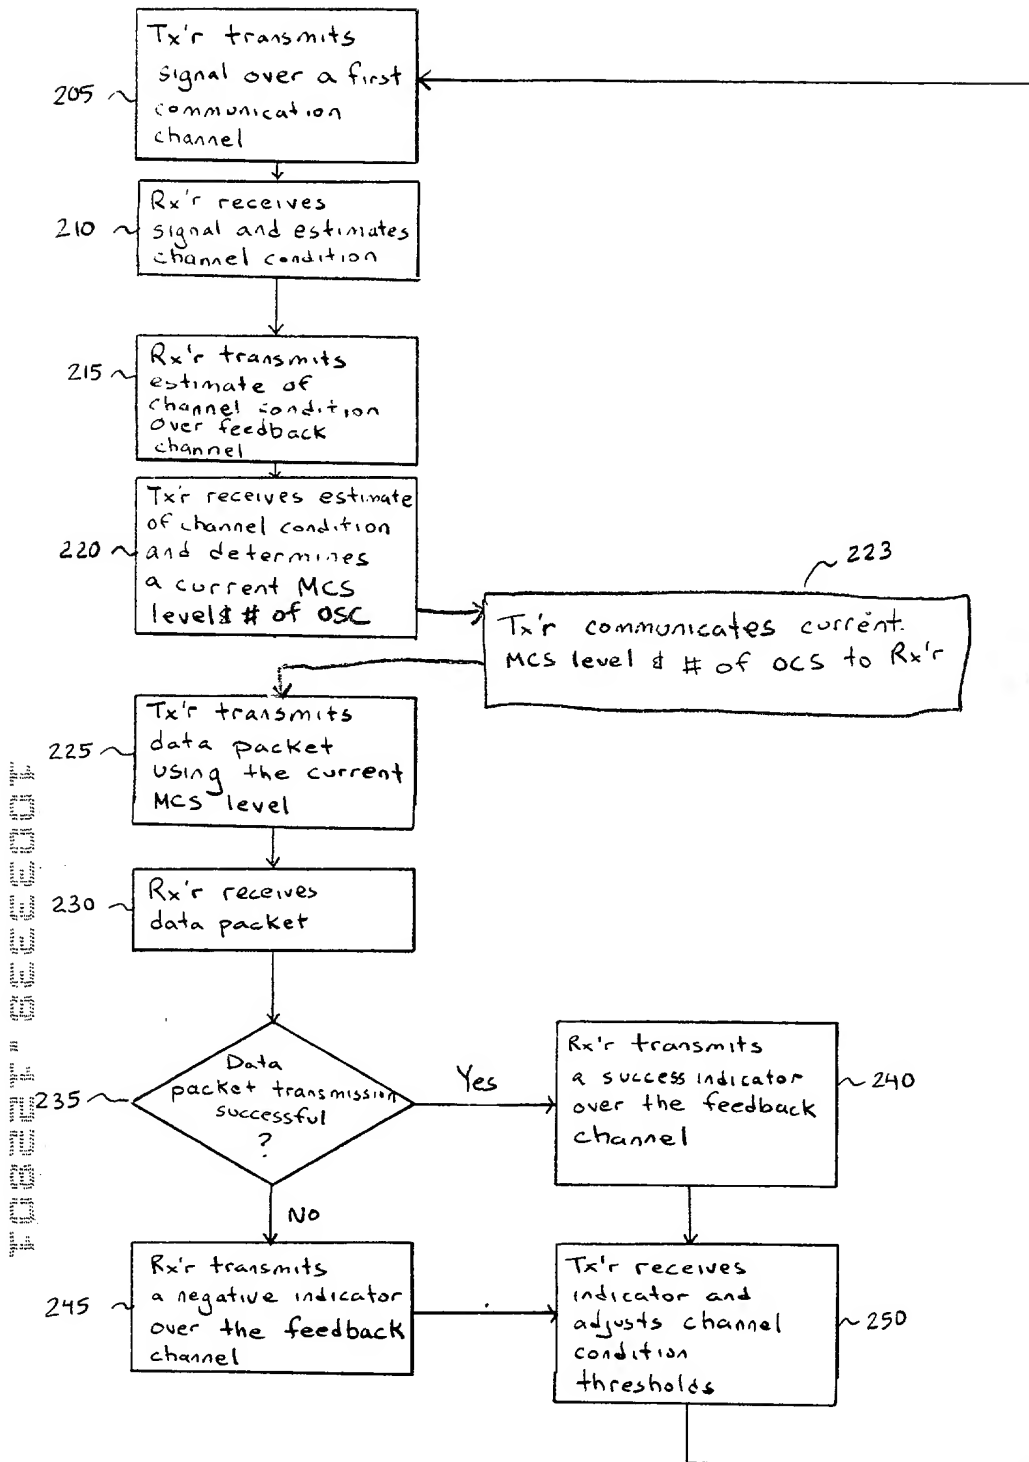 Tx'r transmits
signal over a first
communication
channel
205
Rx'r receives
signal and estimates
channel condition
210
Rx'r transmits
estimate of
channel condition
over feedback
channel
215
Tx'r receives estimate
of channel condition
and determines
a current MCS
level & # of OSC
220
223
Tx'r communicates current
MCS level & # of OCS to Rx'r
Tx'r transmits
data packet
using the current
MCS level
225
Rx'r receives
data packet
230
Data
packet transmission
successful
?
235
Yes
Rx'r transmits
a success indicator
over the feedback
channel
240
No
Rx'r transmits
a negative indicator
over the feedback
channel
245
Tx'r receives
indicator and
adjusts channel
condition
thresholds
250